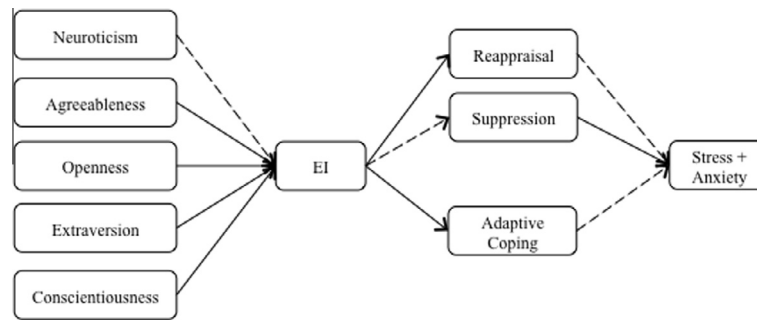 Neuroticism
Agreeableness
Openness
Extraversion
Conscientiousness
EI
Reappraisal
Suppression
Adaptive
Coping
Stress +
Anxiety